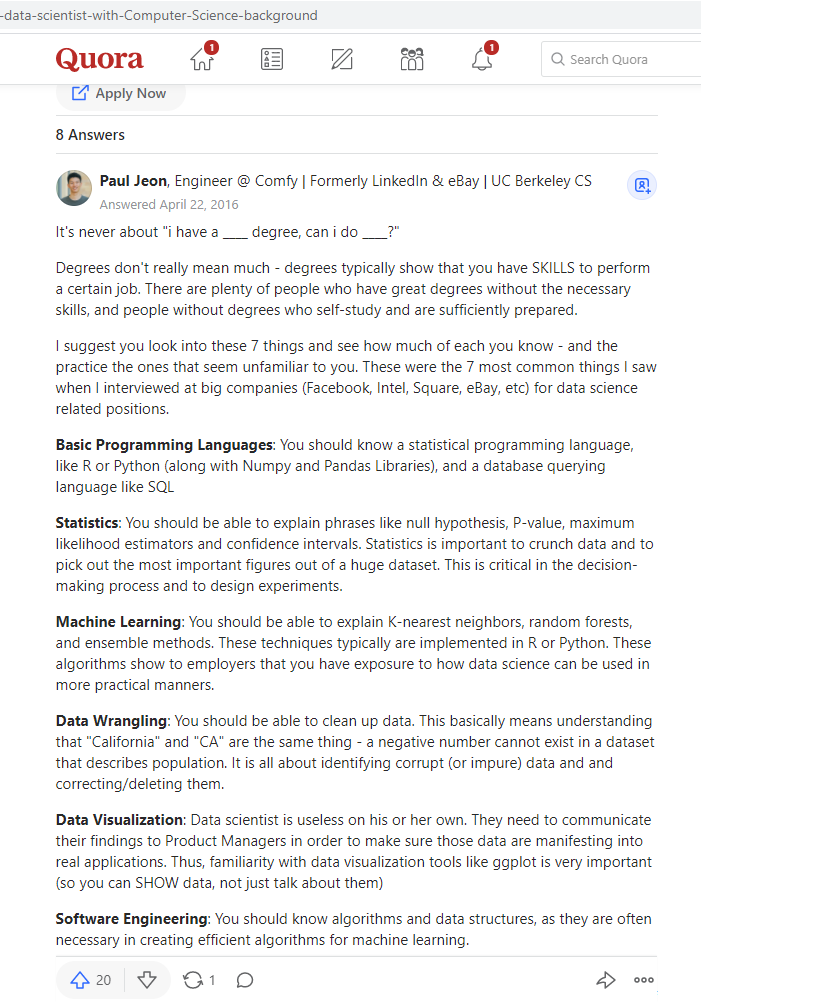 -data-scientist-with-Computer-Science-background
Quora
1
1
Search Quora
Apply Now
8 Answers
Paul Jeon, Engineer @ Comfy | Formerly LinkedIn & eBay | UC Berkeley CS
Answered April 22, 2016
It's never about "i have a ____ degree, can i do ____?"
Degrees don't really mean much - degrees typically show that you have SKILLS to perform
a certain job. There are plenty of people who have great degrees without the necessary
skills, and people without degrees who self-study and are sufficiently prepared.
I suggest you look into these 7 things and see how much of each you know - and the
practice the ones that seem unfamiliar to you. These were the 7 most common things I saw
when I interviewed at big companies (Facebook, Intel, Square, eBay, etc) for data science
related positions.
Basic Programming Languages: You should know a statistical programming language,
like R or Python (along with Numpy and Pandas Libraries), and a database querying
language like SQL
Statistics: You should be able to explain phrases like null hypothesis, P-value, maximum
likelihood estimators and confidence intervals. Statistics is important to crunch data and to
pick out the most important figures out of a huge dataset. This is critical in the decision-
making process and to design experiments.
Machine Learning: You should be able to explain K-nearest neighbors, random forests,
and ensemble methods. These techniques typically are implemented in R or Python. These
algorithms show to employers that you have exposure to how data science can be used in
more practical manners.
Data Wrangling: You should be able to clean up data. This basically means understanding
that "California" and "CA" are the same thing - a negative number cannot exist in a dataset
that describes population. It is all about identifying corrupt (or impure) data and and
correcting/deleting them.
Data Visualization: Data scientist is useless on his or her own. They need to communicate
their findings to Product Managers in order to make sure those data are manifesting into
real applications. Thus, familiarity with data visualization tools like ggplot is very important
(so you can SHOW data, not just talk about them)
Software Engineering: You should know algorithms and data structures, as they are often
necessary in creating efficient algorithms for machine learning.
20
1